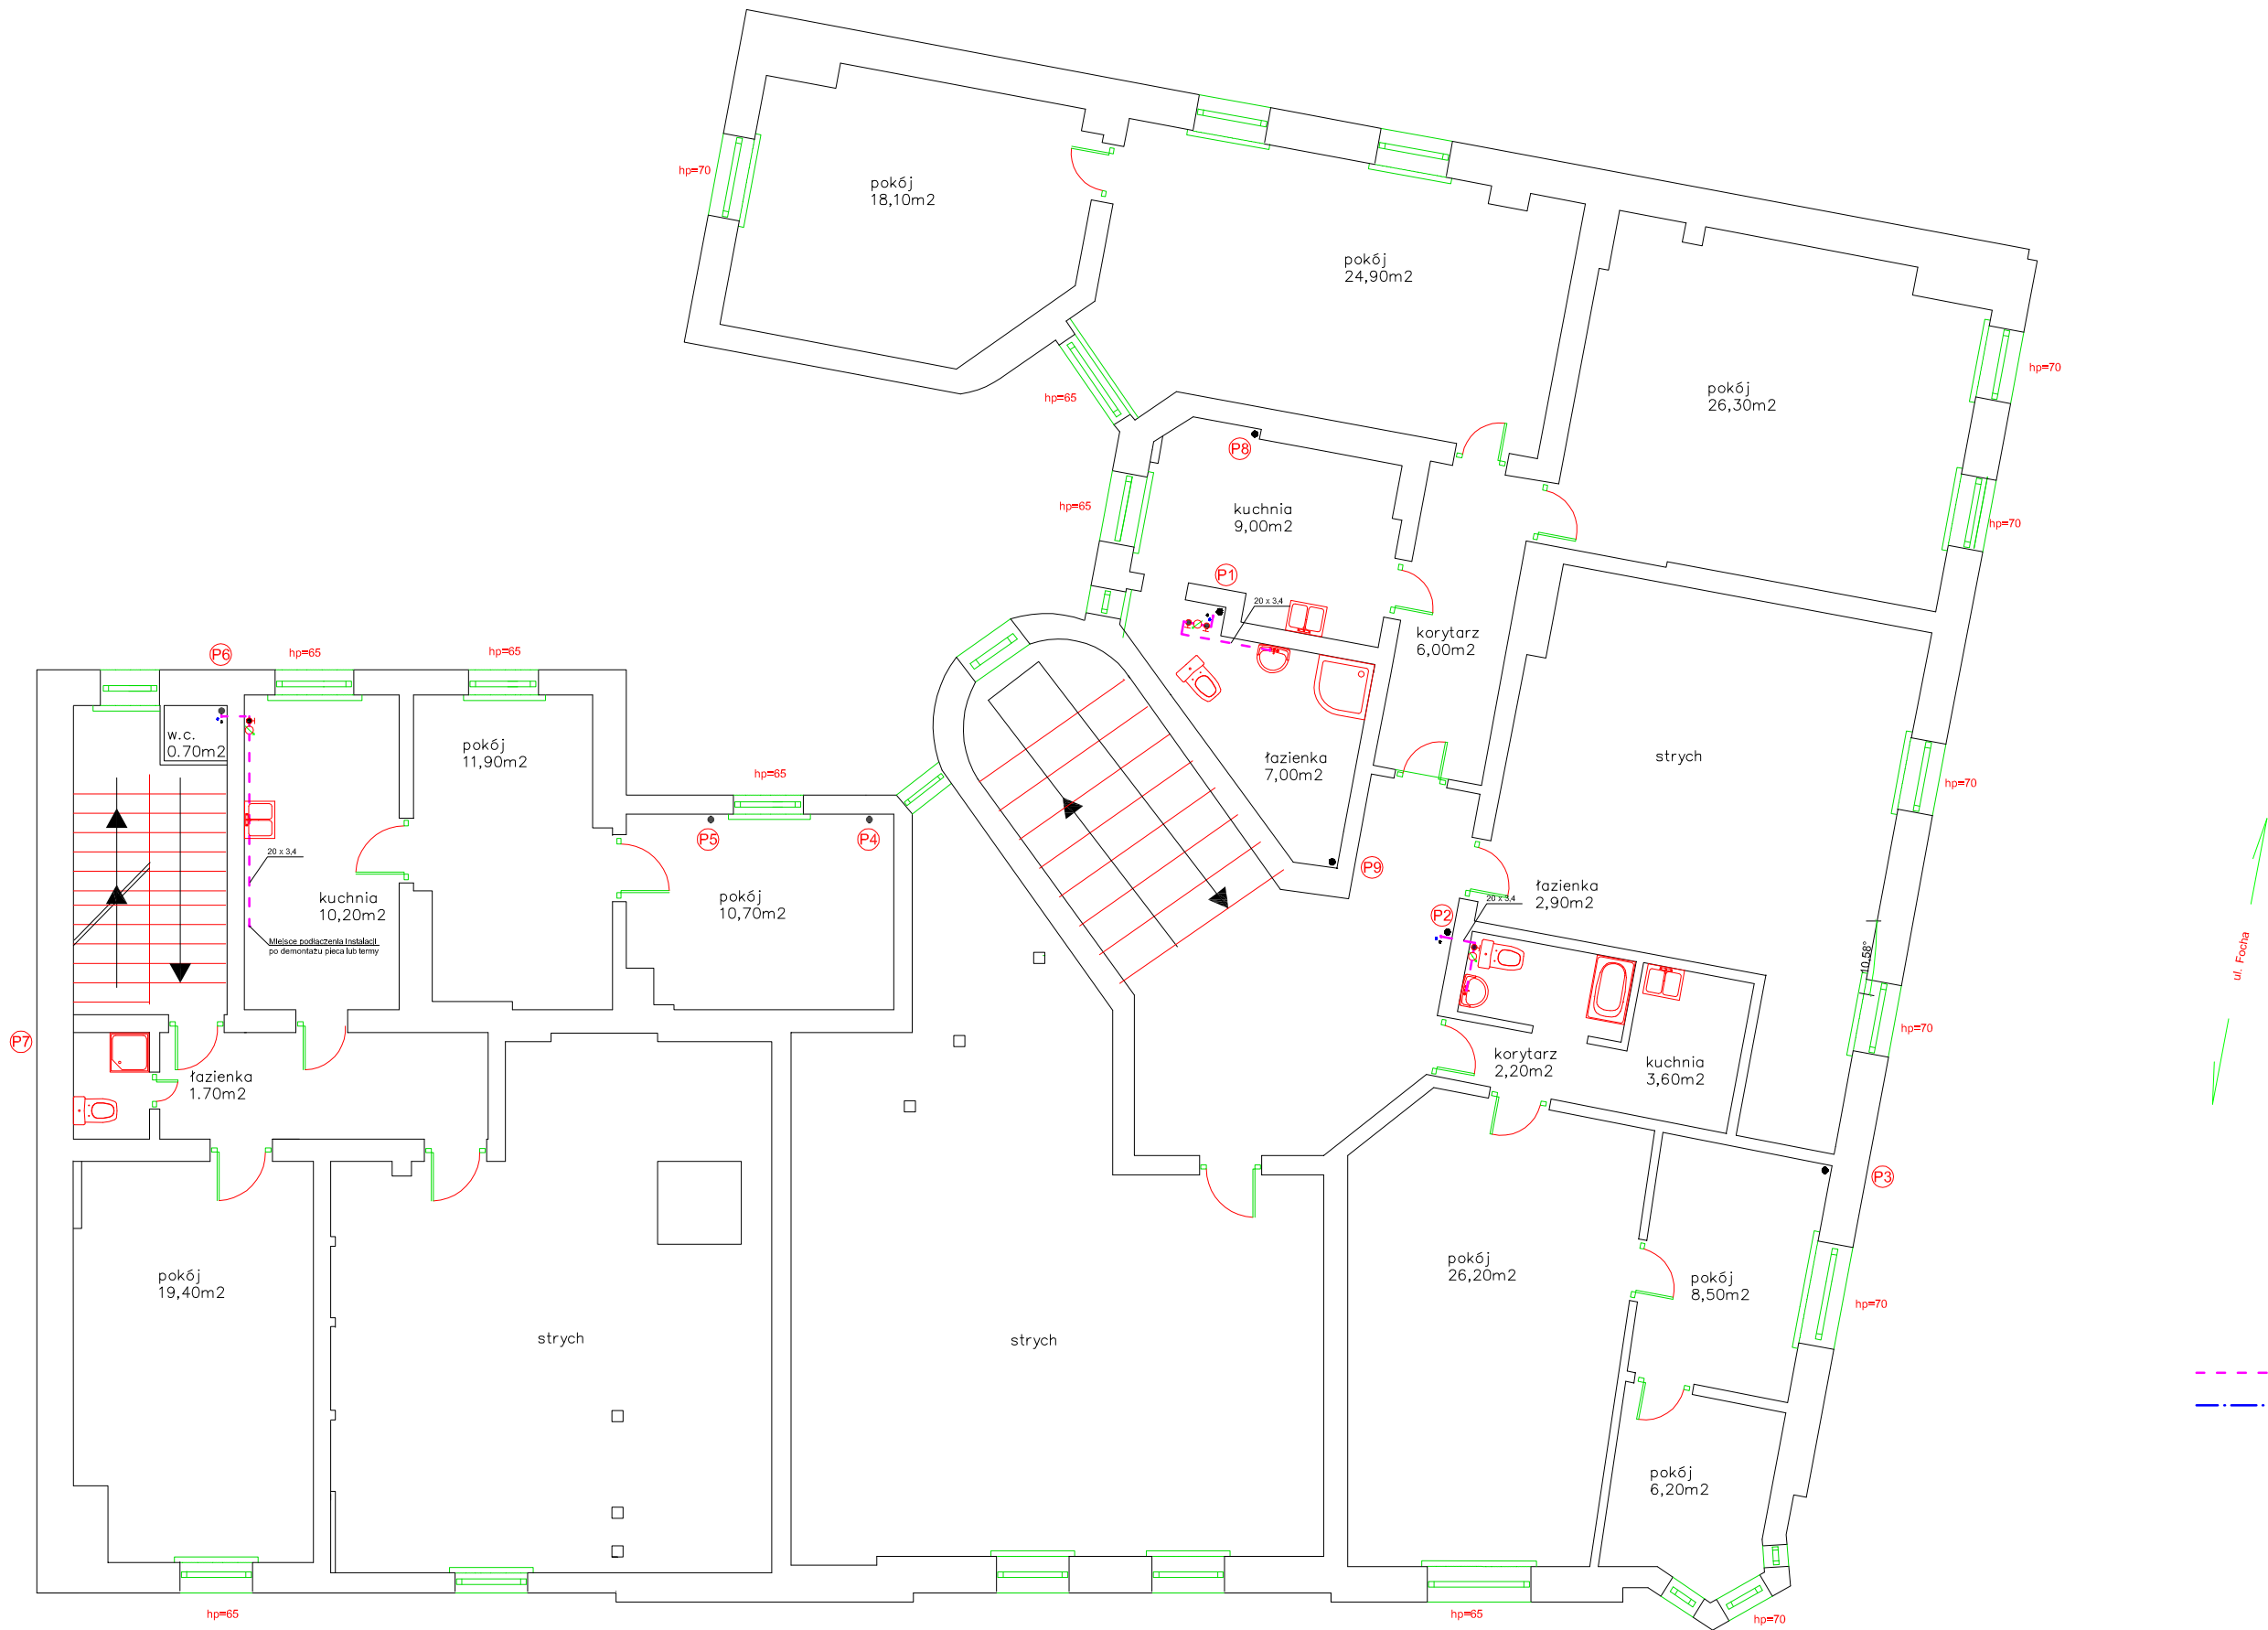 hp=70
pokój
18,10m2
pokój
24,90m2
hp=70
pokój
26,30m2
hp=65
P8
hp=65
kuchnia
9,00m2
hp=70
P1
20 x 3,4
korytarz
6,00m2
P6
hp=65
hp=65
w.c.
0.70m2
pokój
11,90m2
hp=65
łazienka
7,00m2
strych
hp=70
P5
P4
P9
20 x 3,4
kuchnia
10,20m2
pokój
10,70m2
łazienka
2,90m2
20 x 3,4
P2
Miejsce podłączenia instalacji
po demontażu pieca lub termy
10,58°
ul. Focha
P7
hp=70
łazienka
1.70m2
korytarz
2,20m2
kuchnia
3,60m2
P3
pokój
19,40m2
pokój
26,20m2
pokój
8,50m2
hp=70
strych
strych
pokój
6,20m2
hp=65
hp=65
hp=70